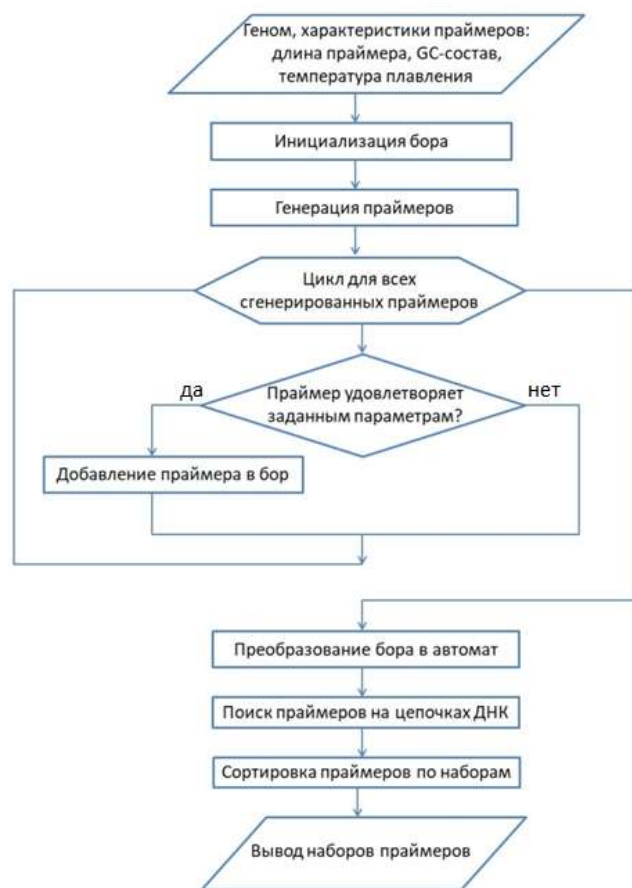 Геном, характеристики праймеров:
длина праймера, GC-состав,
температура плавления
Инициализация бора
Генерация праймеров
Цикл для всех
сгенерированных праймеров
да
нет
Праймер удовлетворяет
заданным параметрам?
Добавление праймера в бор
Преобразование бора в автомат
Поиск праймеров на цепочках ДНК
Сортировка праймеров по наборам
Вывод наборов праймеров